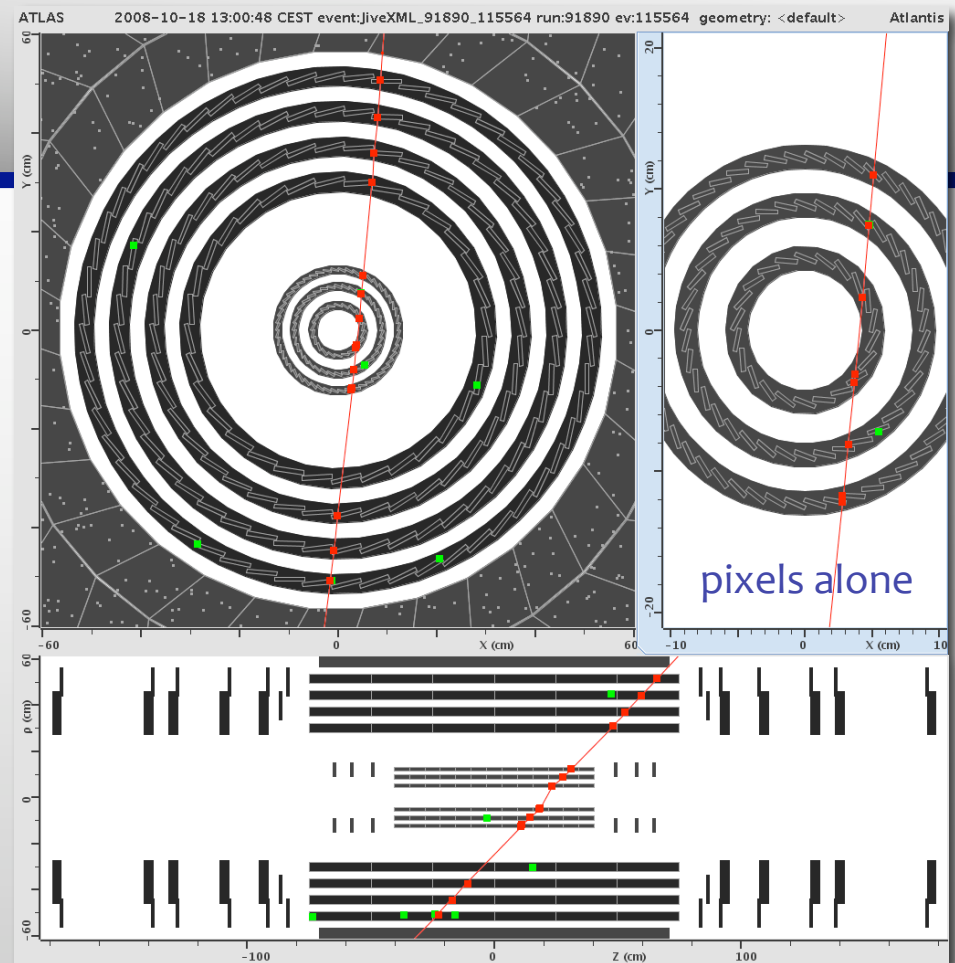 ATLAS 2008-10-18 13:00:48 CEST event:JiveXML_91890_115564 run:91890 ev:115564 geometry: <default> Atlantis
60
Y (cm)
0
-60
-60 0 X (cm) 60
20
Y (cm)
0
-20
pixels alone
-10 0 X (cm) 10
60
ρ (cm)
0
-60
-100 0 Z (cm) 100